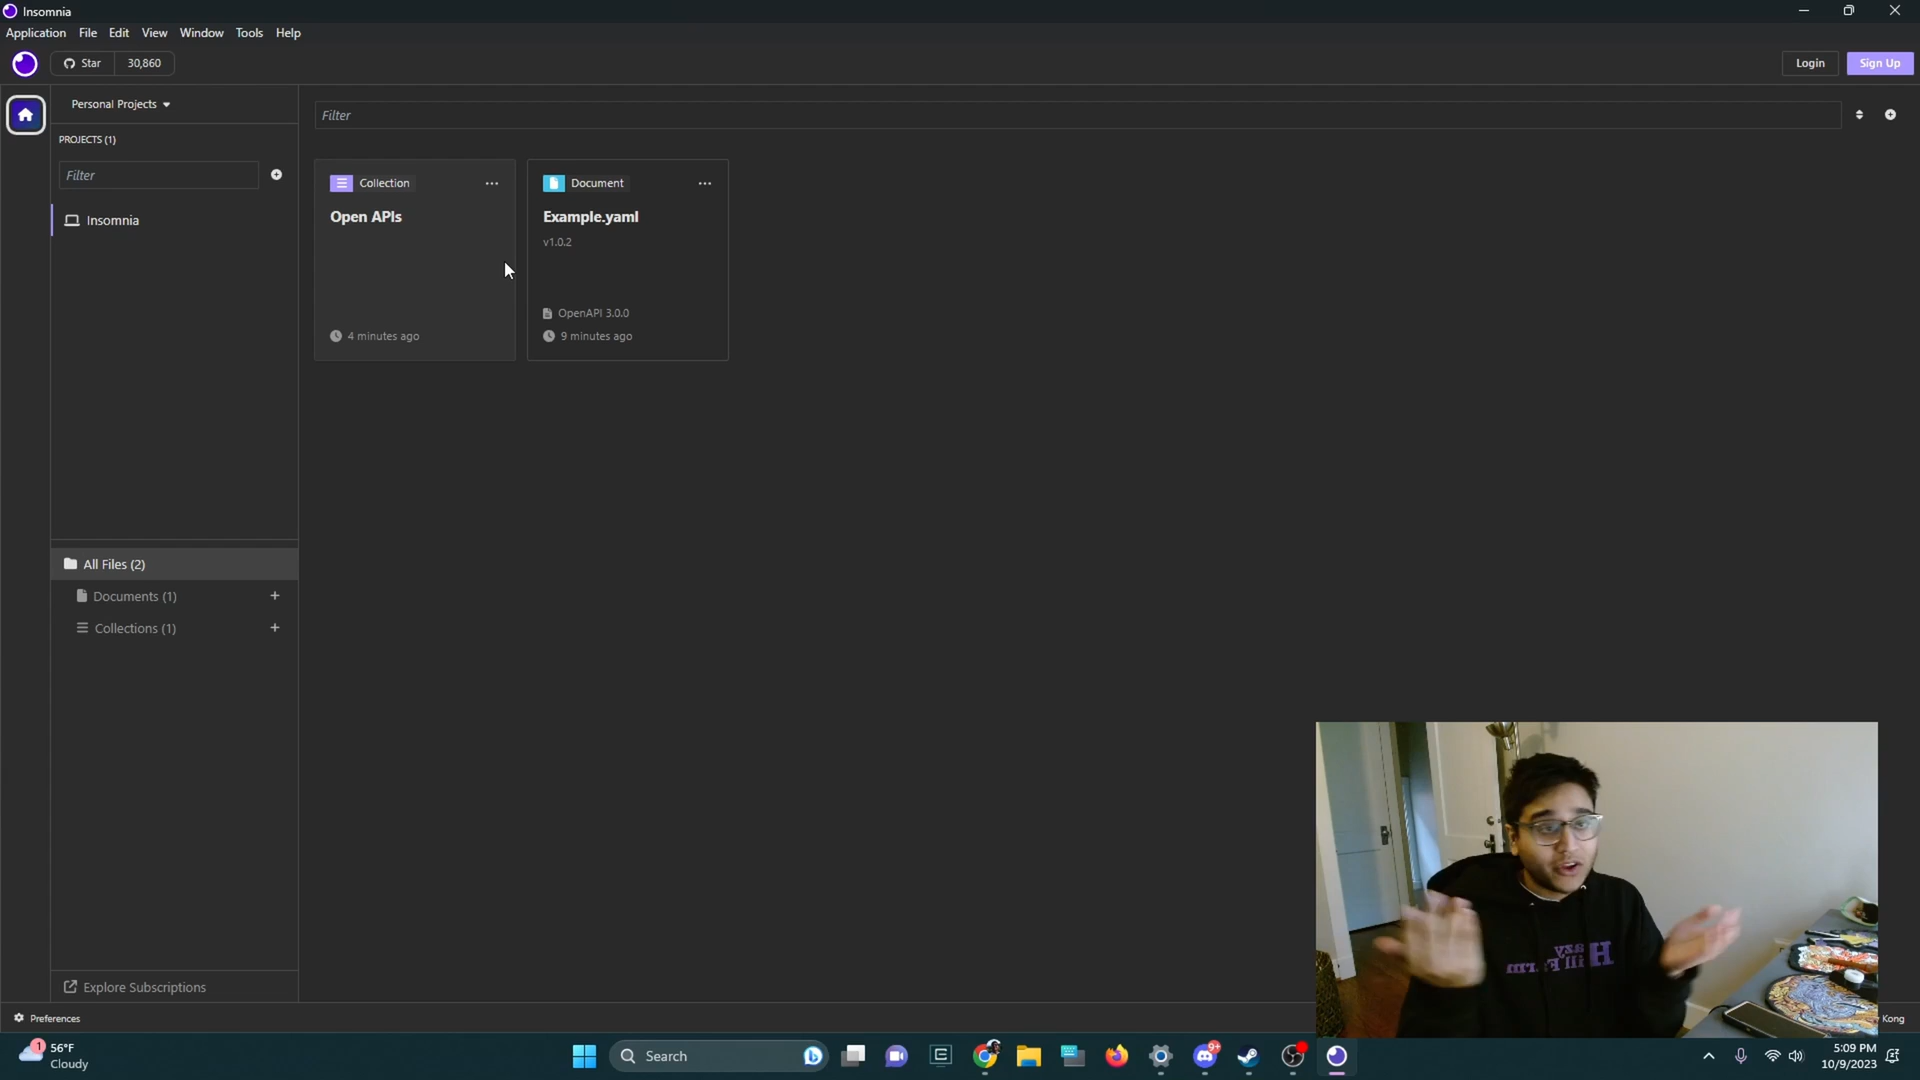 Insomnia
Application File Edit View Window Tools Help
Star 30,860 Login Sign Up
Personal Projects
Filter
PROJECTS (1)
Filter
Insomnia
Collection
Open APIs
4 minutes ago
Document
Example.yaml
v1.0.2
OpenAPI 3.0.0
9 minutes ago
All Files (2)
Documents (1) +
Collections (1) +
Explore Subscriptions
Preferences
Kong
1
56°F
Cloudy
Search
9+
5:09 PM
10/9/2023